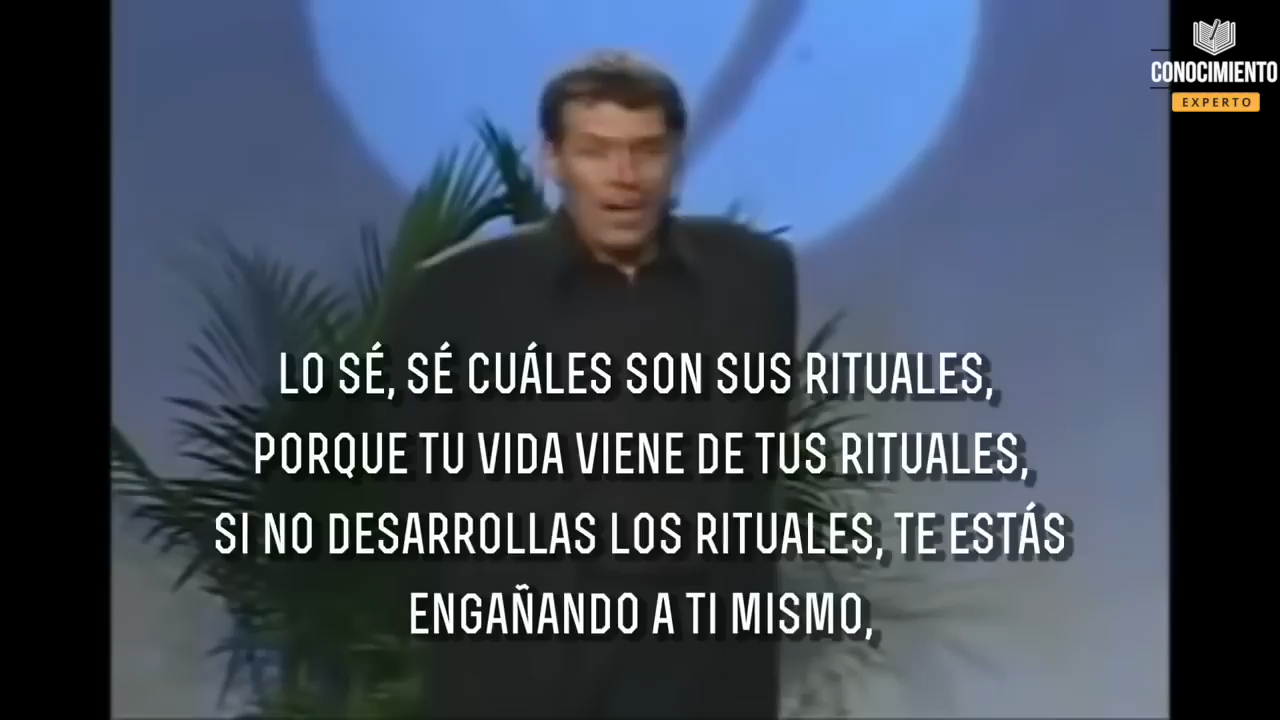 CONOCIMIENTO
EXPERTO
LO SÉ, SÉ CUÁLES SON SUS RITUALES,
PORQUE TU VIDA VIENE DE TUS RITUALES,
SI NO DESARROLLAS LOS RITUALES, TE ESTÁS
ENGAÑANDO A TI MISMO,